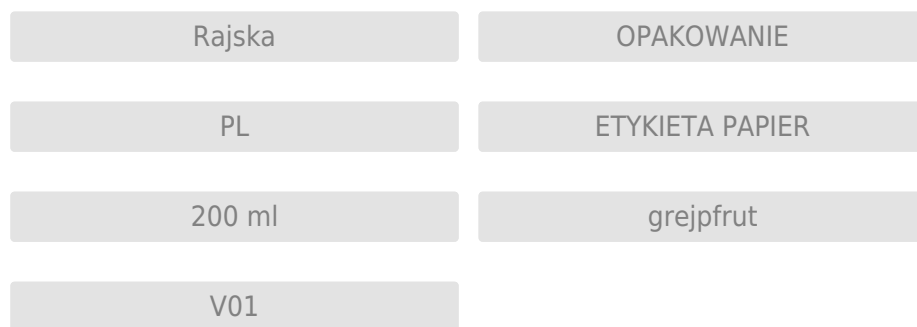 Rajska
OPAKOWANIE
PL
ETYKIETA PAPIER
200 ml
grejpfrut
V01